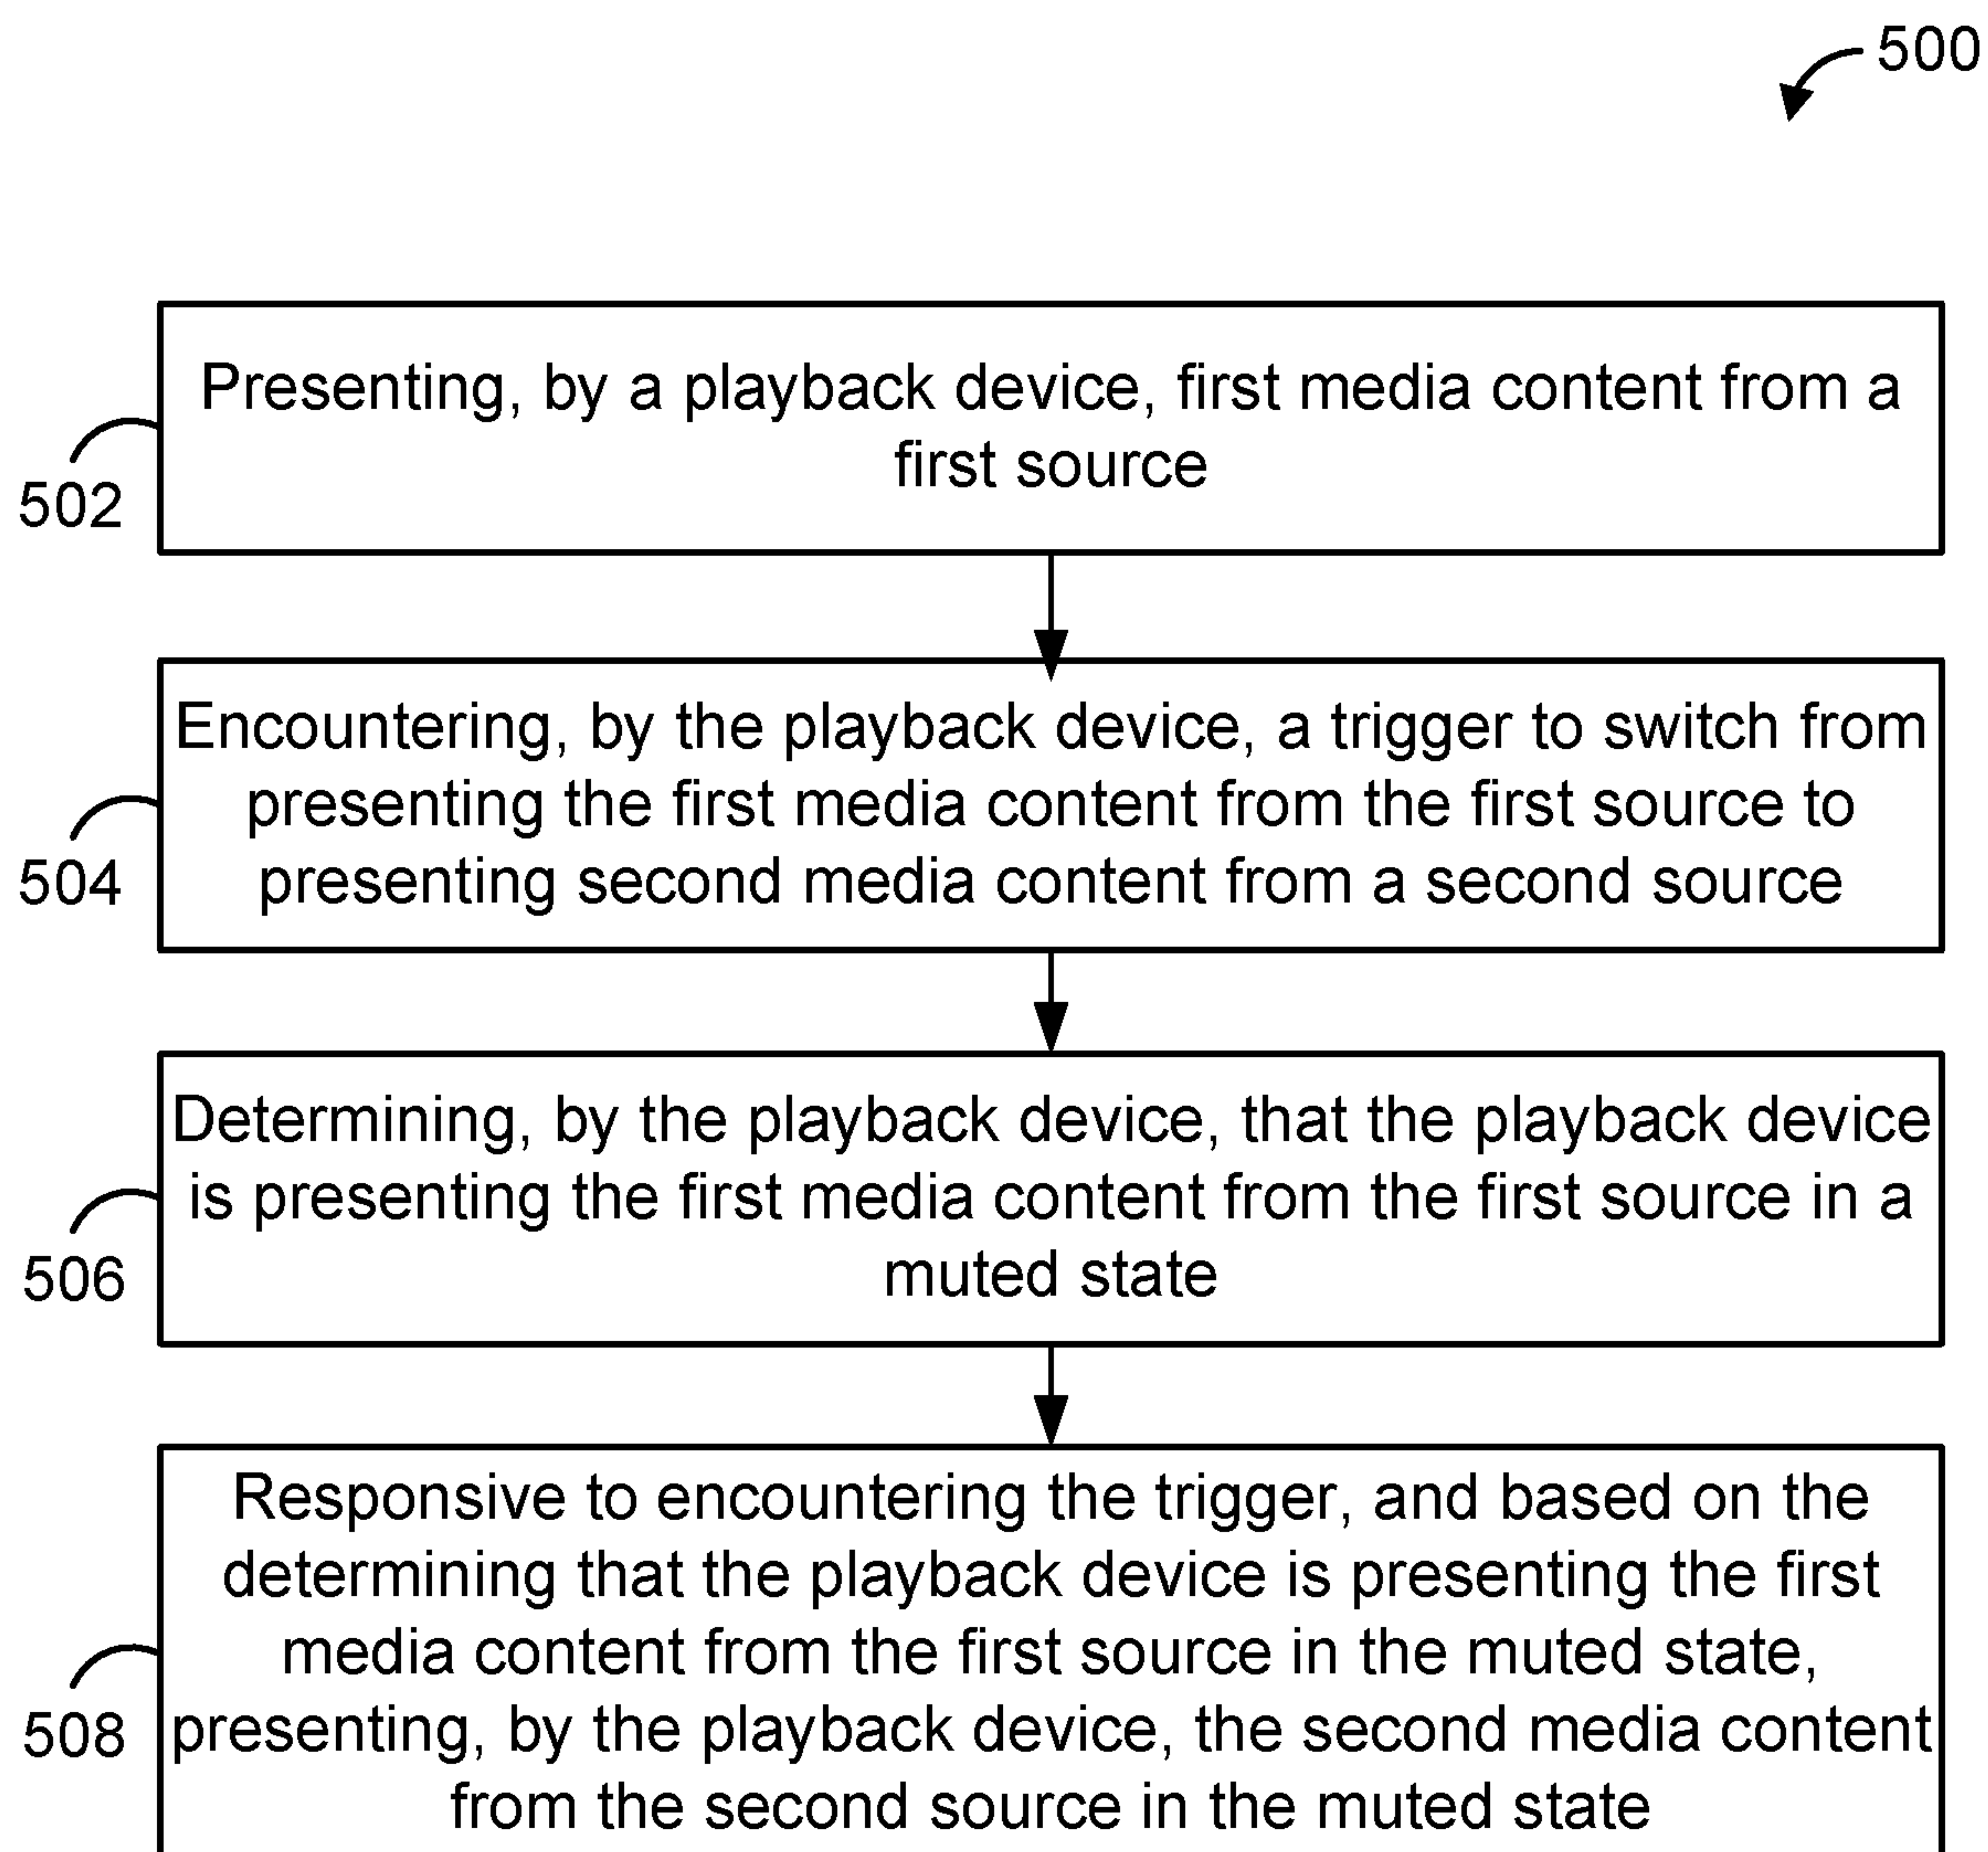 500
Presenting, by a playback device, first media content from a
first source
502
Encountering, by the playback device, a trigger to switch from
presenting the first media content from the first source to
presenting second media content from a second source
504
Determining, by the playback device, that the playback device
is presenting the first media content from the first source in a
muted state
506
Responsive to encountering the trigger, and based on the
determining that the playback device is presenting the first
media content from the first source in the muted state,
presenting, by the playback device, the second media content
from the second source in the muted state
508